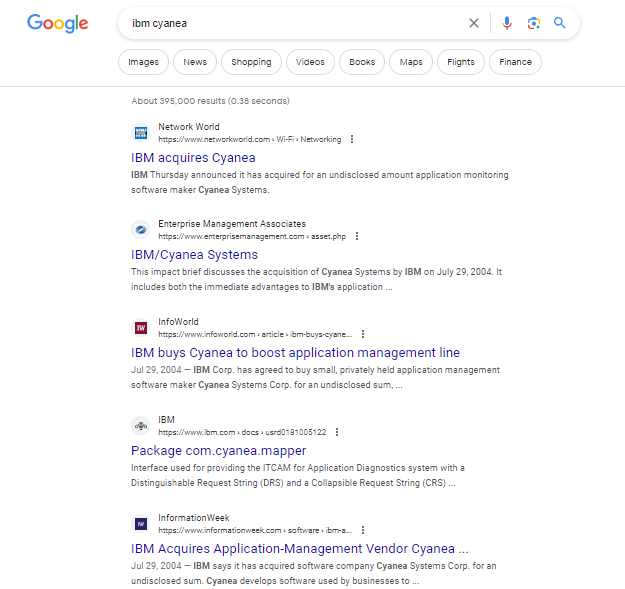 Google
ibm cyanea
Images News Shopping Videos Books Maps Flights Finance
About 395,000 results (0.38 seconds)
Network World
https://www.networkworld.com › Wi-Fi › Networking
IBM acquires Cyanea
IBM Thursday announced it has acquired for an undisclosed amount application monitoring
software maker Cyanea Systems.
Enterprise Management Associates
https://www.enterprisemanagement.com › asset.php
IBM/Cyanea Systems
This impact brief discusses the acquisition of Cyanea Systems by IBM on July 29, 2004. It
includes both the immediate advantages to IBM's application ...
IW
InfoWorld
https://www.infoworld.com › article › ibm-buys-cyane...
IBM buys Cyanea to boost application management line
Jul 29, 2004 — IBM Corp. has agreed to buy small, privately held application management
software maker Cyanea Systems Corp. for an undisclosed sum, ...
IBM
https://www.ibm.com › docs › usrd0181005122
Package com.cyanea.mapper
Interface used for providing the ITCAM for Application Diagnostics system with a
Distinguishable Request String (DRS) and a Collapsible Request String (CRS) ...
IW
InformationWeek
https://www.informationweek.com › software › ibm-a...
IBM Acquires Application-Management Vendor Cyanea ...
Jul 29, 2004 — IBM says it has acquired software company Cyanea Systems Corp. for an
undisclosed sum. Cyanea develops software used by businesses to ...